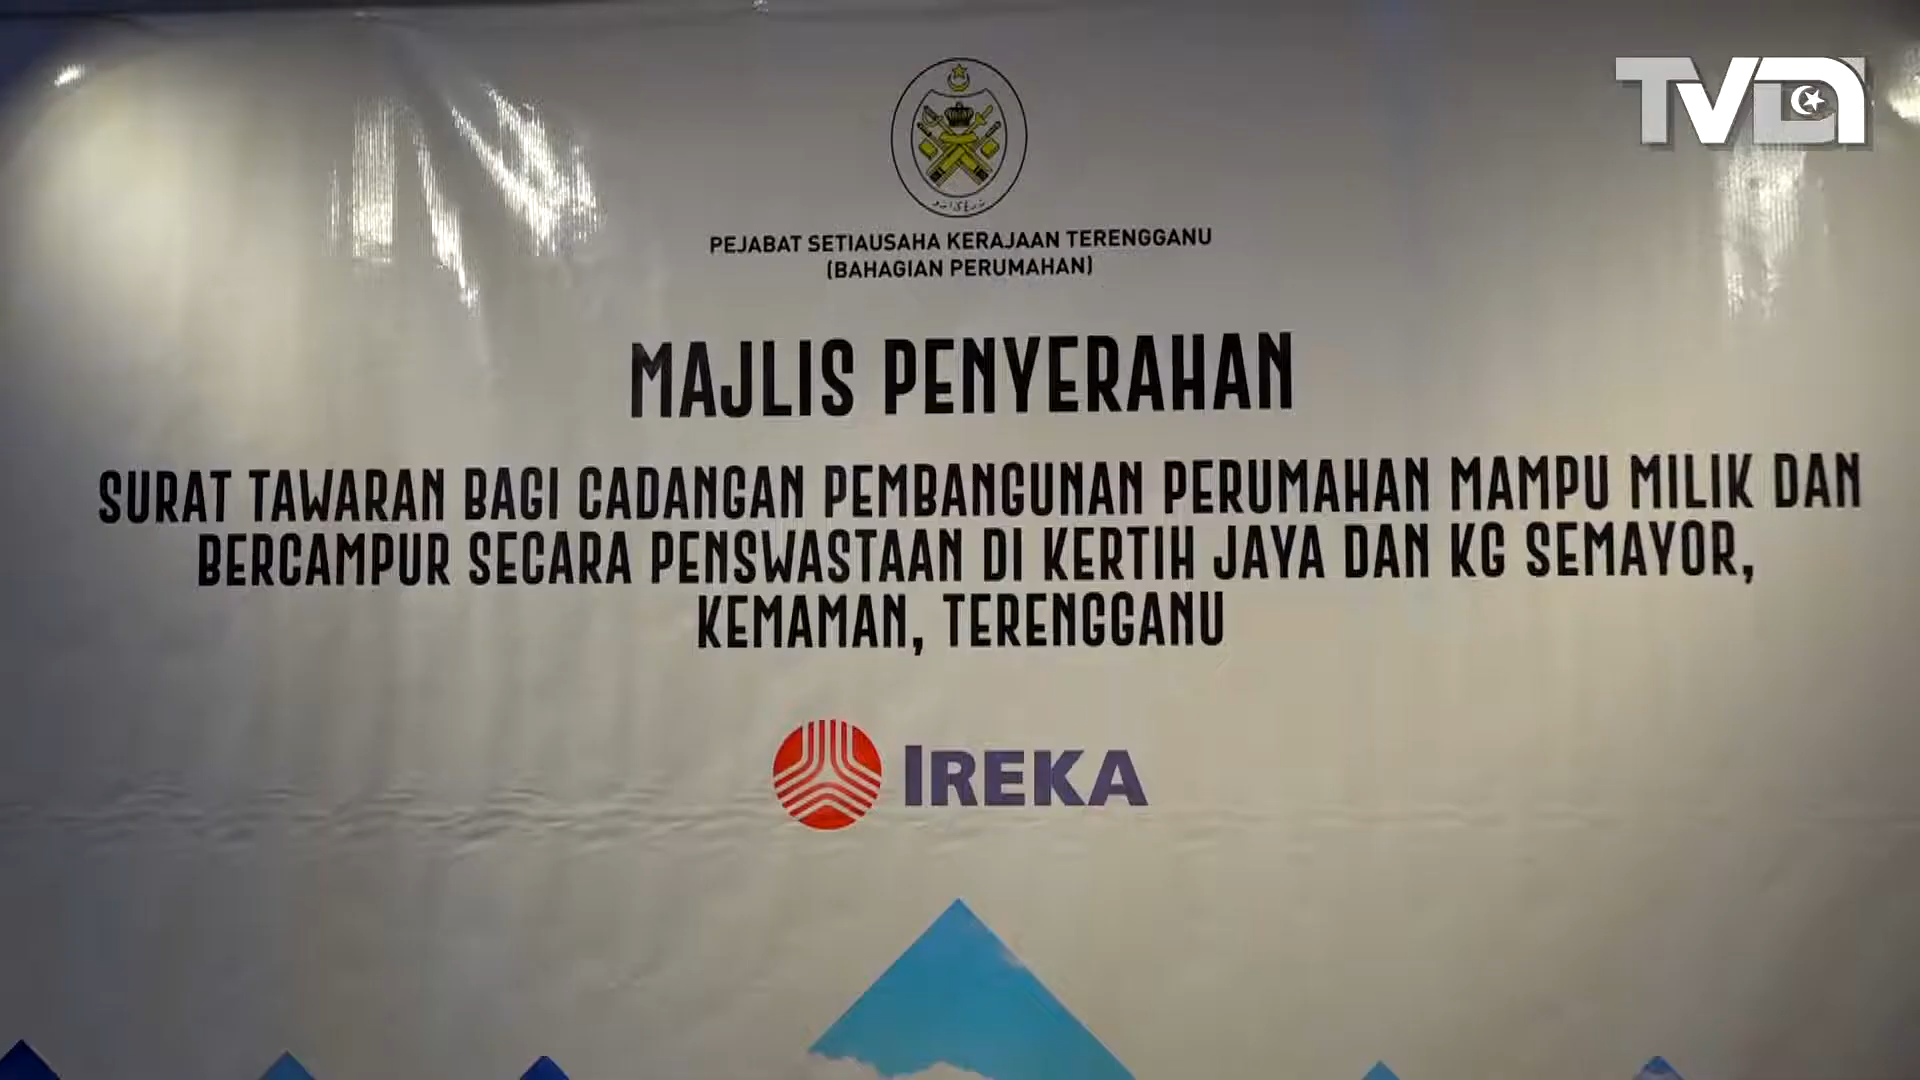 TVDI
PEJABAT SETIAUSAHA KERAJAAN TERENGGANU
(BAHAGIAN PERUMAHAN)
MAJLIS PENYERAHAN
SURAT TAWARAN BAGI CADANGAN PEMBANGUNAN PERUMAHAN MAMPU MILIK DAN
BERCAMPUR SECARA PENSWASTAAN DI KERTIH JAYA DAN KG SEMAYOR,
KEMAMAN, TERENGGANU
IREKA